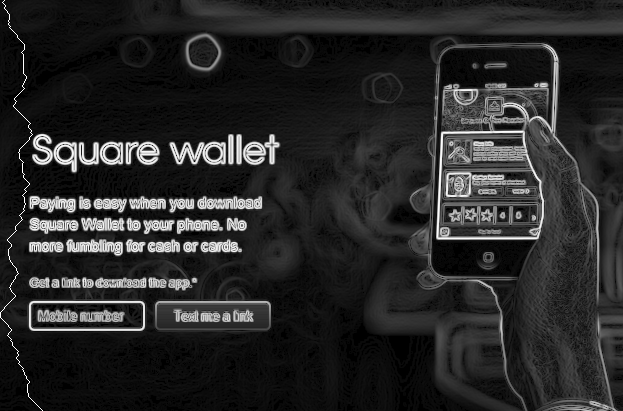 Square wallet
Paying is easy when you download
Square Wallet to your phone. No
more fumbling for cash or cards.
Get a link to download the app.*
Mobile number
Text me a link